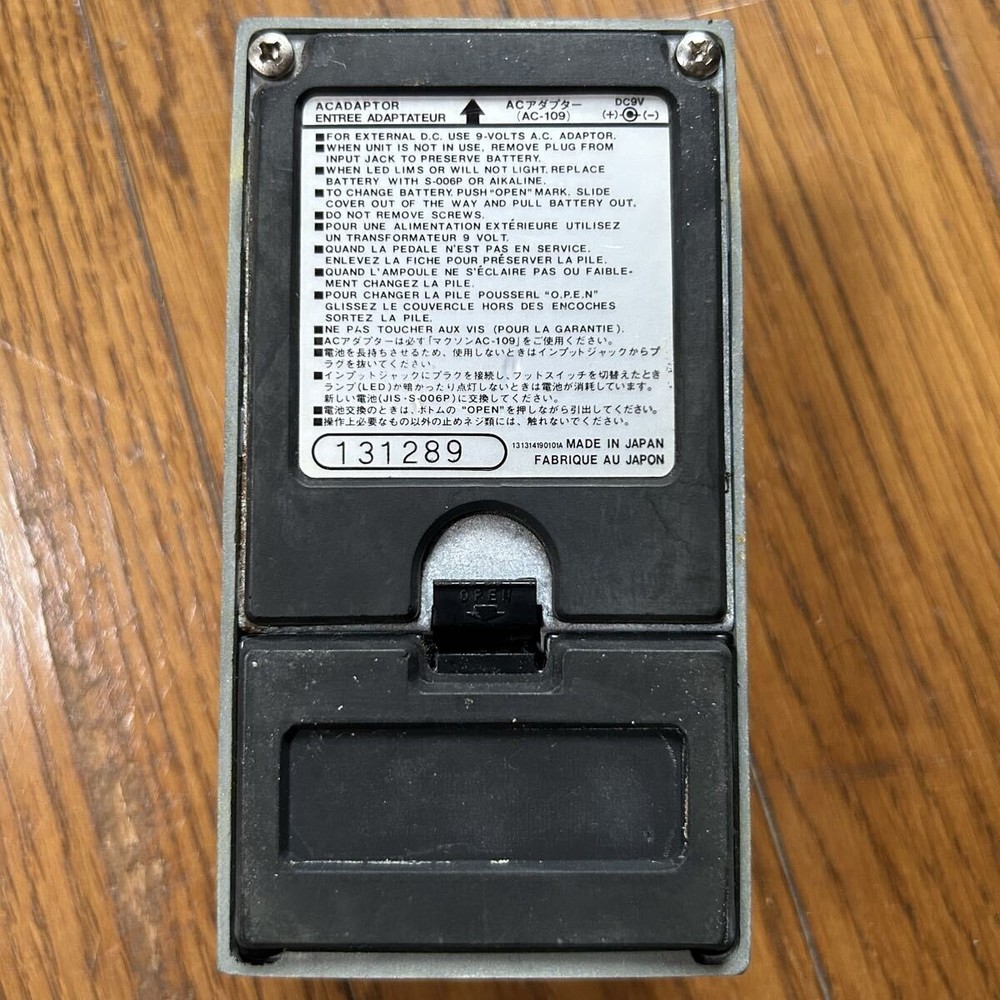 ACADAPTOR
ENTREE ADAPTATEUR
ACアダプター
(AC-109)
DC9V
(+) (-)
■FOR EXTERNAL D.C. USE 9-VOLTS A.C. ADAPTOR.
■WHEN UNIT IS NOT IN USE, REMOVE PLUG FROM
INPUT JACK TO PRESERVE BATTERY.
■WHEN LED LIMS OR WILL NOT LIGHT, REPLACE
BATTERY WITH S-006P OR AIKALINE.
■TO CHANGE BATTERY, PUSH "OPEN" MARK, SLIDE
COVER OUT OF THE WAY AND PULL BATTERY OUT.
■DO NOT REMOVE SCREWS.
■POUR UNE ALIMENTATION EXTÉRIEURE UTILISEZ
UN TRANSFORMATEUR 9 VOLT.
■QUAND LA PEDALE N'EST PAS EN SERVICE.
ENLEVEZ LA FICHE POUR PRÉSERVER LA PILE.
■QUAND L'AMPOULE NE S'ÉCLAIRE PAS OU FAIBLE-
MENT CHANGEZ LA PILE.
■POUR CHANGER LA PILE POUSSERL "O.P.E.N"
GLISSEZ LE COUVERCLE HORS DES ENCOCHES
SORTEZ LA PILE.
■NE PAS TOUCHER AUX VIS (POUR LA GARANTIE).
■ACアダプターは必ず「マクソンAC-109」をご使用ください。
■電池を長持ちさせるため、使用しないときはインプットジャックからプ
ラグを抜いてください。
■インプットジャックにプラグを接続し、フットスイッチを切替えたとき
ランプ(LED)が暗かったり点灯しないときは電池が消耗しています。
新しい電池(JIS·S-006P)に交換してください。
■電池交換のときは、ボトムの "OPEN"を押しながら引出してください。
■操作上必要なもの以外の止めネジ類には、触れないでください。
131289
131314190101A MADE IN JAPAN
FABRIQUE AU JAPON
OPEN